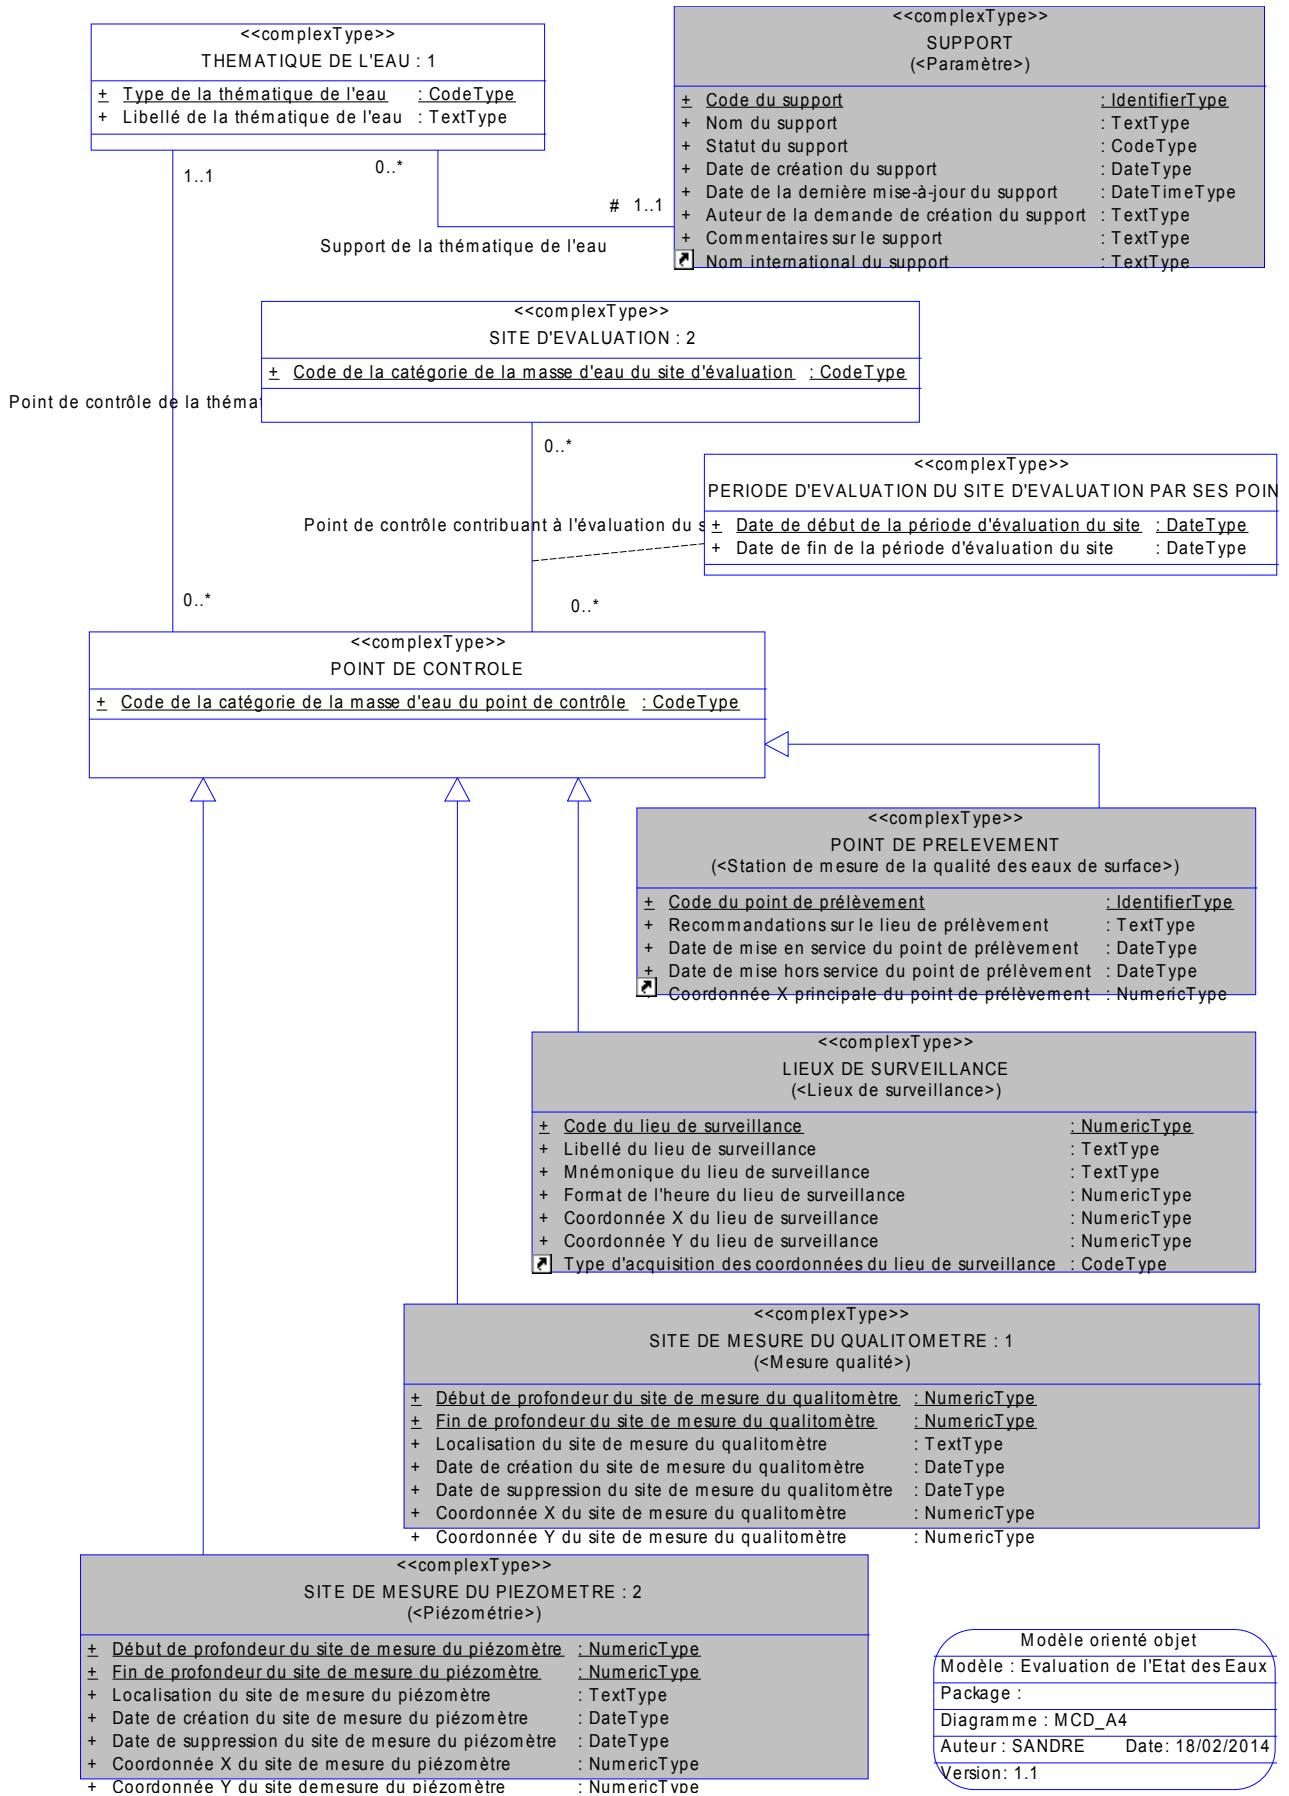 <<complexType>>
THEMATIQUE DE L'EAU : 1
+ Type de la thématique de l'eau : CodeType
+ Libellé de la thématique de l'eau : TextType
<<complexType>>
SUPPORT
(<Paramètre>)
+ Code du support : IdentifierType
+ Nom du support : TextType
+ Statut du support : CodeType
+ Date de création du support : DateType
+ Date de la dernière mise-à-jour du support : DateTimeType
+ Auteur de la demande de création du support : TextType
+ Commentaires sur le support : TextType
Nom international du support : TextType
1..1
0..*
# 1..1
Support de la thématique de l'eau
<<complexType>>
SITE D'EVALUATION : 2
+ Code de la catégorie de la masse d'eau du site d'évaluation : CodeType
Point de contrôle de la thémat
0..*
<<complexType>>
PERIODE D'EVALUATION DU SITE D'EVALUATION PAR SES POIN
+ Date de début de la période d'évaluation du site : DateType
+ Date de fin de la période d'évaluation du site : DateType
Point de contrôle contribuant à l'évaluation du s
0..*
0..*
<<complexType>>
POINT DE CONTROLE
+ Code de la catégorie de la masse d'eau du point de contrôle : CodeType
<<complexType>>
POINT DE PRELEVEMENT
(<Station de mesure de la qualité des eaux de surface>)
+ Code du point de prélèvement : IdentifierType
+ Recommandations sur le lieu de prélèvement : TextType
+ Date de mise en service du point de prélèvement : DateType
+ Date de mise hors service du point de prélèvement : DateType
Coordonnée X principale du point de prélèvement : NumericType
<<complexType>>
LIEUX DE SURVEILLANCE
(<Lieux de surveillance>)
+ Code du lieu de surveillance : NumericType
+ Libellé du lieu de surveillance : TextType
+ Mnémonique du lieu de surveillance : TextType
+ Format de l'heure du lieu de surveillance : NumericType
+ Coordonnée X du lieu de surveillance : NumericType
+ Coordonnée Y du lieu de surveillance : NumericType
Type d'acquisition des coordonnées du lieu de surveillance : CodeType
<<complexType>>
SITE DE MESURE DU QUALITOMETRE : 1
(<Mesure qualité>)
+ Début de profondeur du site de mesure du qualitomètre : NumericType
+ Fin de profondeur du site de mesure du qualitomètre : NumericType
+ Localisation du site de mesure du qualitomètre : TextType
+ Date de création du site de mesure du qualitomètre : DateType
+ Date de suppression du site de mesure du qualitomètre : DateType
+ Coordonnée X du site de mesure du qualitomètre : NumericType
+ Coordonnée Y du site de mesure du qualitomètre : NumericType
<<complexType>>
SITE DE MESURE DU PIEZOMETRE : 2
(<Piézométrie>)
+ Début de profondeur du site de mesure du piézomètre : NumericType
+ Fin de profondeur du site de mesure du piézomètre : NumericType
+ Localisation du site de mesure du piézomètre : TextType
+ Date de création du site de mesure du piézomètre : DateType
+ Date de suppression du site de mesure du piézomètre : DateType
+ Coordonnée X du site de mesure du piézomètre : NumericType
+ Coordonnée Y du site demesure du piézomètre : NumericType
Modèle orienté objet
Modèle : Evaluation de l'Etat des Eaux
Package :
Diagramme : MCD_A4
Auteur : SANDRE Date: 18/02/2014
Version: 1.1